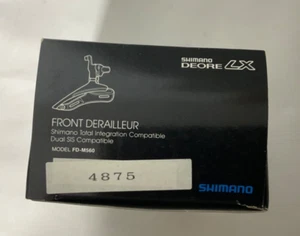 SHIMANO
DEORE LX
FRONT DERAILLEUR
Shimano Total Integration Compatible
Dual SIS Compatible
MODEL FD-M560
4875
SHIMANO